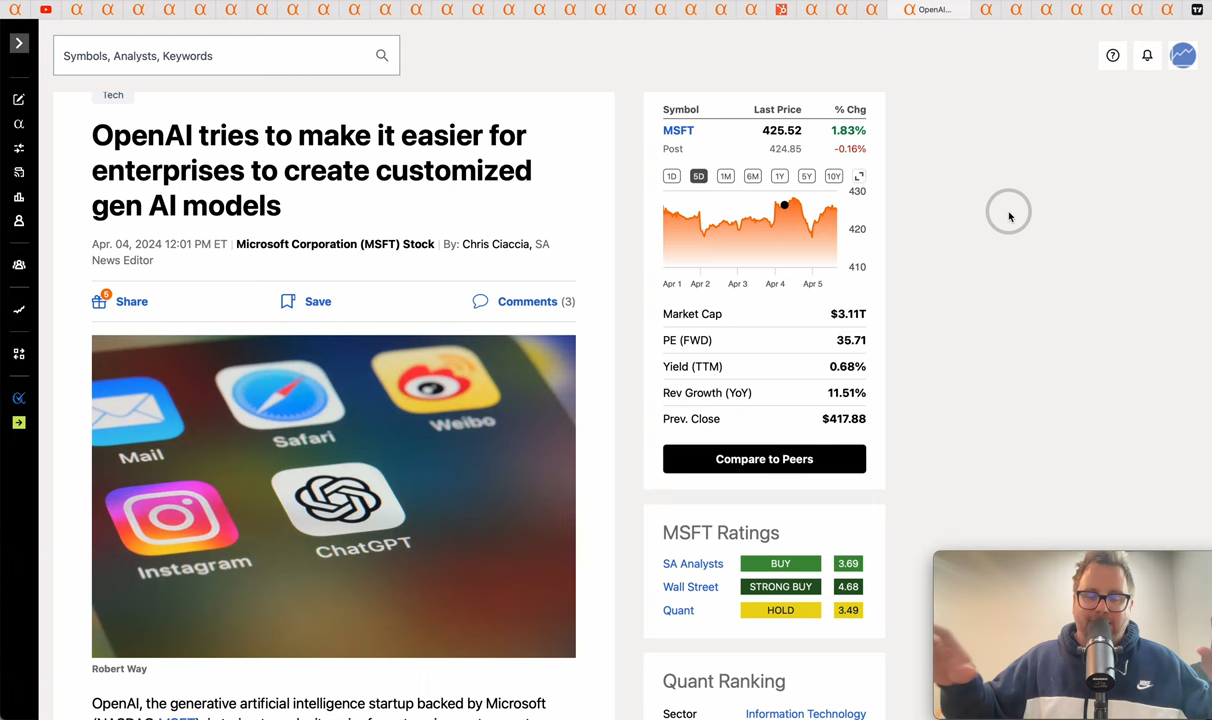 OpenAI...
Symbols, Analysts, Keywords
Tech
OpenAI tries to make it easier for
enterprises to create customized
gen AI models
Apr. 04, 2024 12:01 PM ET | Microsoft Corporation (MSFT) Stock | By: Chris Ciaccia, SA
News Editor
5
Share
Save
Comments (3)
Mail
Safari
Weibo
Instagram
ChatGPT
Robert Way
OpenAI, the generative artificial intelligence startup backed by Microsoft
Symbol Last Price % Chg
MSFT 425.52 1.83%
Post 424.85 -0.16%
1D 5D 1M 6M 1Y 5Y 10Y
430
420
410
Apr 1 Apr 2 Apr 3 Apr 4 Apr 5
Market Cap $3.11T
PE (FWD) 35.71
Yield (TTM) 0.68%
Rev Growth (YoY) 11.51%
Prev. Close $417.88
Compare to Peers
MSFT Ratings
SA Analysts BUY 3.69
Wall Street STRONG BUY 4.68
Quant HOLD 3.49
Quant Ranking
Sector Information Technology